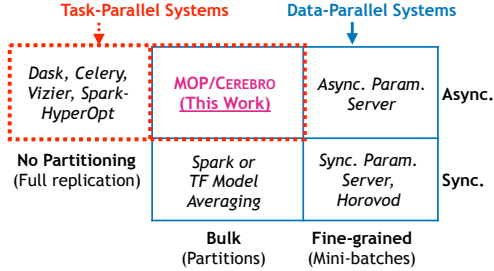 Task-Parallel Systems
Data-Parallel Systems
Dask, Celery,
Vizier, Spark-
HyperOpt
MOP/CEREBRO
(This Work)
Async. Param.
Server
Async.
No Partitioning
(Full replication)
Spark or
TF Model
Averaging
Sync. Param.
Server,
Horovod
Sync.
Bulk
(Partitions)
Fine-grained
(Mini-batches)